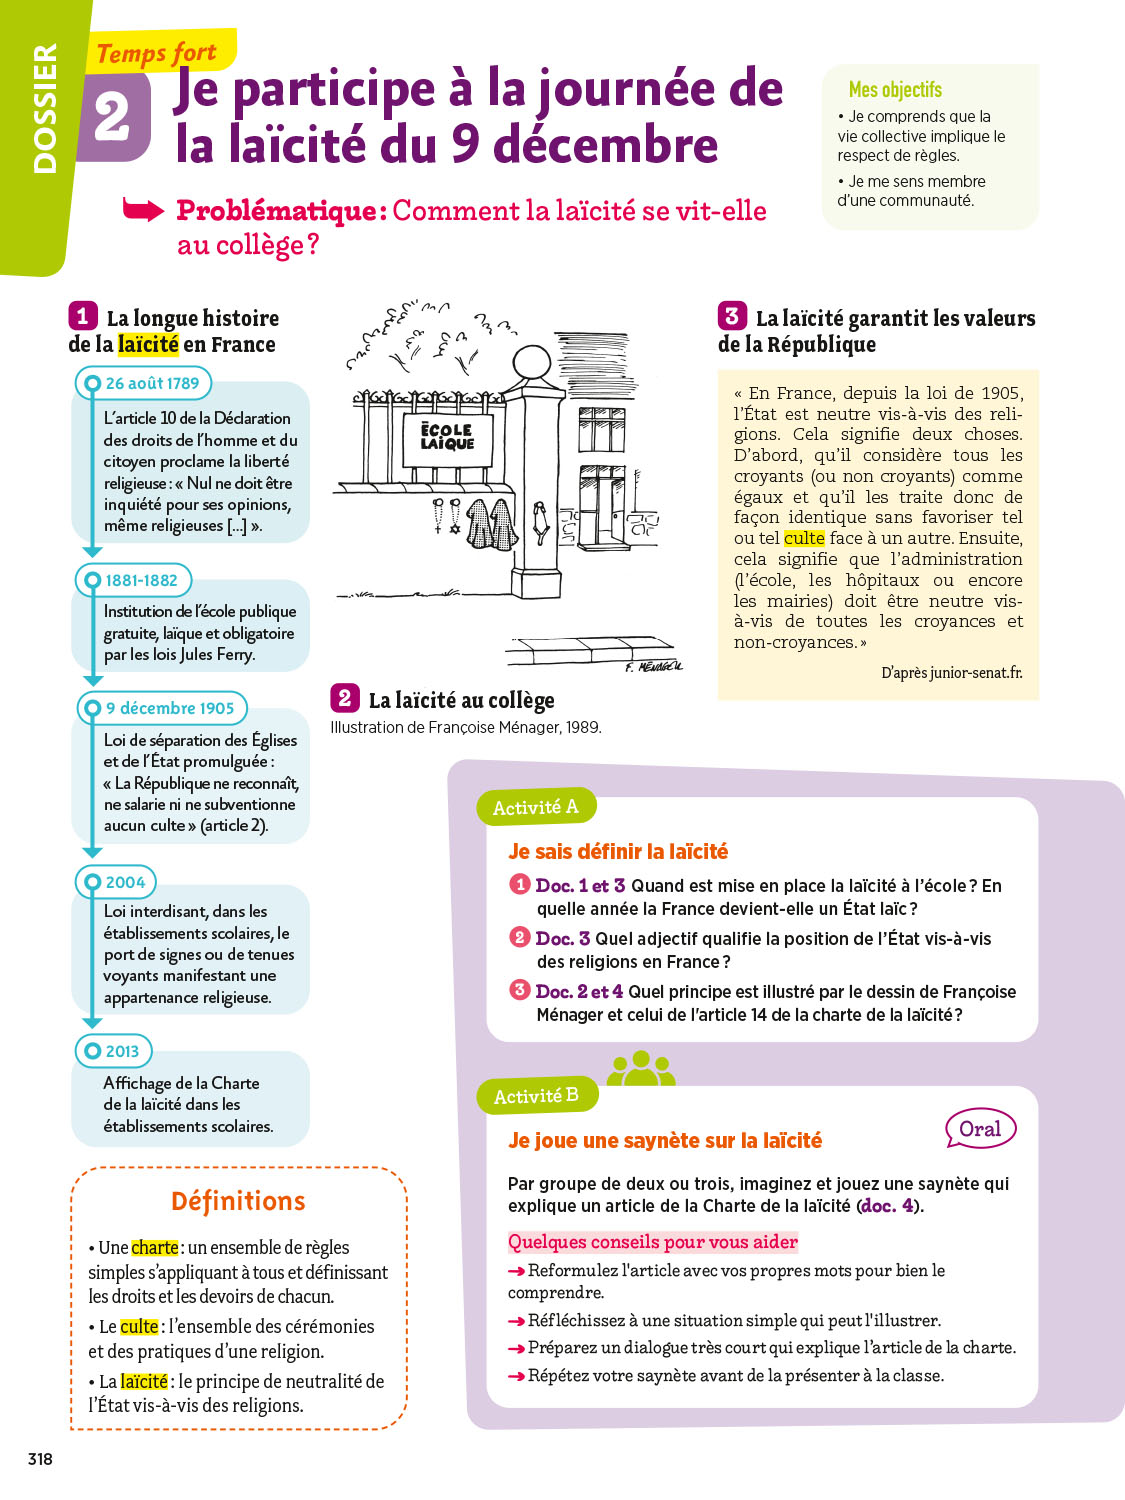 DOSSIER
Temps fort
2
Je participe à la journée de
la laïcité du 9 décembre
Problématique : Comment la laïcité se vit-elle
au collège ?
Mes objectifs
• Je comprends que la
vie collective implique le
respect de règles.
• Je me sens membre
d'une communauté.
1 La longue histoire
de la laïcité en France
26 août 1789
L'article 10 de la Déclaration
des droits de l'homme et du
citoyen proclame la liberté
religieuse : « Nul ne doit être
inquiété pour ses opinions,
même religieuses [...] ».
1881-1882
Institution de l'école publique
gratuite, laïque et obligatoire
par les lois Jules Ferry.
9 décembre 1905
Loi de séparation des Églises
et de l'État promulguée :
« La République ne reconnaît,
ne salarie ni ne subventionne
aucun culte » (article 2).
2004
Loi interdisant, dans les
établissements scolaires, le
port de signes ou de tenues
voyants manifestant une
appartenance religieuse.
2013
Affichage de la Charte
de la laïcité dans les
établissements scolaires.
ÉCOLE
LAÏQUE
F. MÉNAGER
2 La laïcité au collège
Illustration de Françoise Ménager, 1989.
3 La laïcité garantit les valeurs
de la République
« En France, depuis la loi de 1905,
l'État est neutre vis-à-vis des reli-
gions. Cela signifie deux choses.
D'abord, qu'il considère tous les
croyants (ou non croyants) comme
égaux et qu'il les traite donc de
façon identique sans favoriser tel
ou tel culte face à un autre. Ensuite,
cela signifie que l'administration
(l'école, les hôpitaux ou encore
les mairies) doit être neutre vis-
à-vis de toutes les croyances et
non-croyances. »
D'après junior-senat.fr.
Activité A
Je sais définir la laïcité
1 Doc. 1 et 3 Quand est mise en place la laïcité à l'école ? En
quelle année la France devient-elle un État laïc ?
2 Doc. 3 Quel adjectif qualifie la position de l'État vis-à-vis
des religions en France ?
3 Doc. 2 et 4 Quel principe est illustré par le dessin de Françoise
Ménager et celui de l'article 14 de la charte de la laïcité ?
Activité B
Je joue une saynète sur la laïcité
Oral
Par groupe de deux ou trois, imaginez et jouez une saynète qui
explique un article de la Charte de la laïcité (doc. 4).
Quelques conseils pour vous aider
→ Reformulez l'article avec vos propres mots pour bien le
comprendre.
→ Réfléchissez à une situation simple qui peut l'illustrer.
→ Préparez un dialogue très court qui explique l'article de la charte.
→ Répétez votre saynète avant de la présenter à la classe.
Définitions
• Une charte : un ensemble de règles
simples s'appliquant à tous et définissant
les droits et les devoirs de chacun.
• Le culte : l'ensemble des cérémonies
et des pratiques d'une religion.
• La laïcité : le principe de neutralité de
l'État vis-à-vis des religions.
318